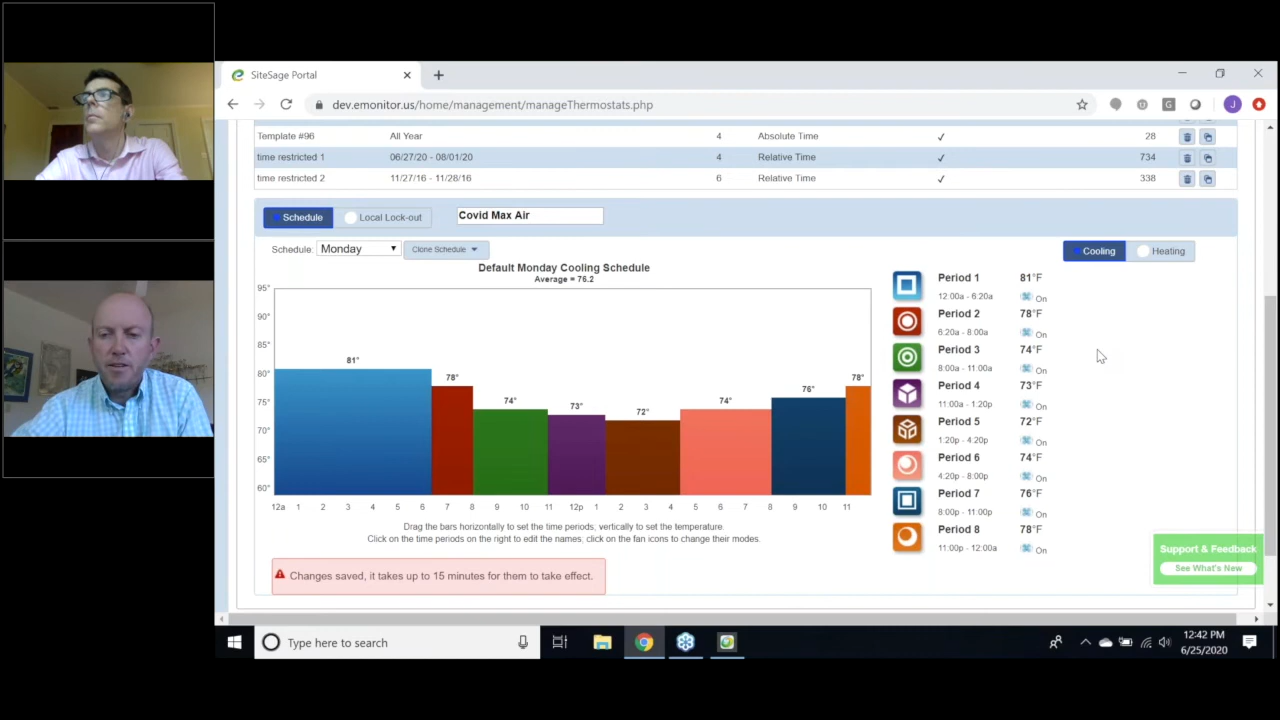 SiteSage Portal
dev.emonitor.us/home/management/manageThermostats.php
G
J
Template #96 All Year 4 Absolute Time ✓ 28
time restricted 1 06/27/20 - 08/01/20 4 Relative Time ✓ 734
time restricted 2 11/27/16 - 11/28/16 6 Relative Time ✓ 338
Schedule Local Lock-out Covid Max Air
Schedule: Monday Clone Schedule
Cooling Heating
Default Monday Cooling Schedule
Average = 76.2
95°
90°
85°
80°
75°
70°
65°
60°
81°
78°
74°
73°
72°
74°
76°
78°
12a 1 2 3 4 5 6 7 8 9 10 11 12p 1 2 3 4 5 6 7 8 9 10 11
Drag the bars horizontally to set the time periods; vertically to set the temperature.
Click on the time periods on the right to edit the names; click on the fan icons to change their modes.
Changes saved, it takes up to 15 minutes for them to take effect.
Period 1 81°F
12:00a - 6:20a On
Period 2 78°F
6:20a - 8:00a On
Period 3 74°F
8:00a - 11:00a On
Period 4 73°F
11:00a - 1:20p On
Period 5 72°F
1:20p - 4:20p On
Period 6 74°F
4:20p - 8:00p On
Period 7 76°F
8:00p - 11:00p On
Period 8 78°F
11:00p - 12:00a On
Support & Feedback
See What's New
Type here to search
12:42 PM
6/25/2020